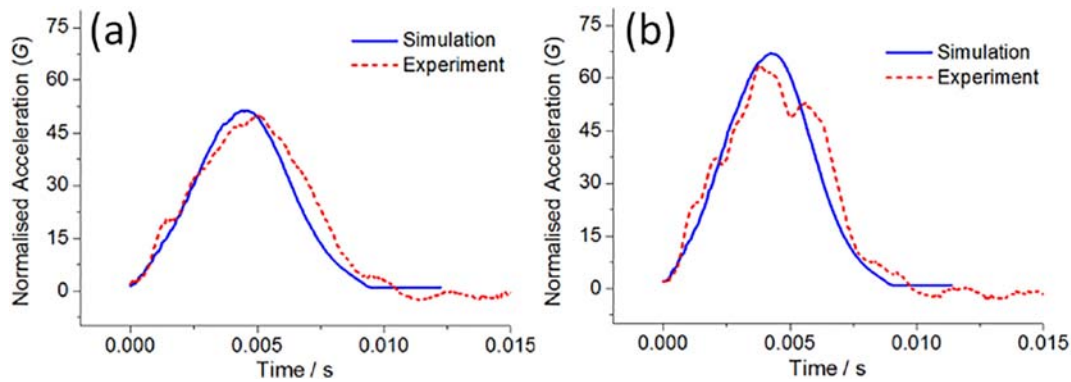 (a)
Simulation
Experiment
Normalised Acceleration (G)
75
60
45
30
15
0
0.000
0.005
0.010
0.015
Time / s
(b)
Simulation
Experiment
Normalised Acceleration (G)
75
60
45
30
15
0
0.000
0.005
0.010
0.015
Time / s